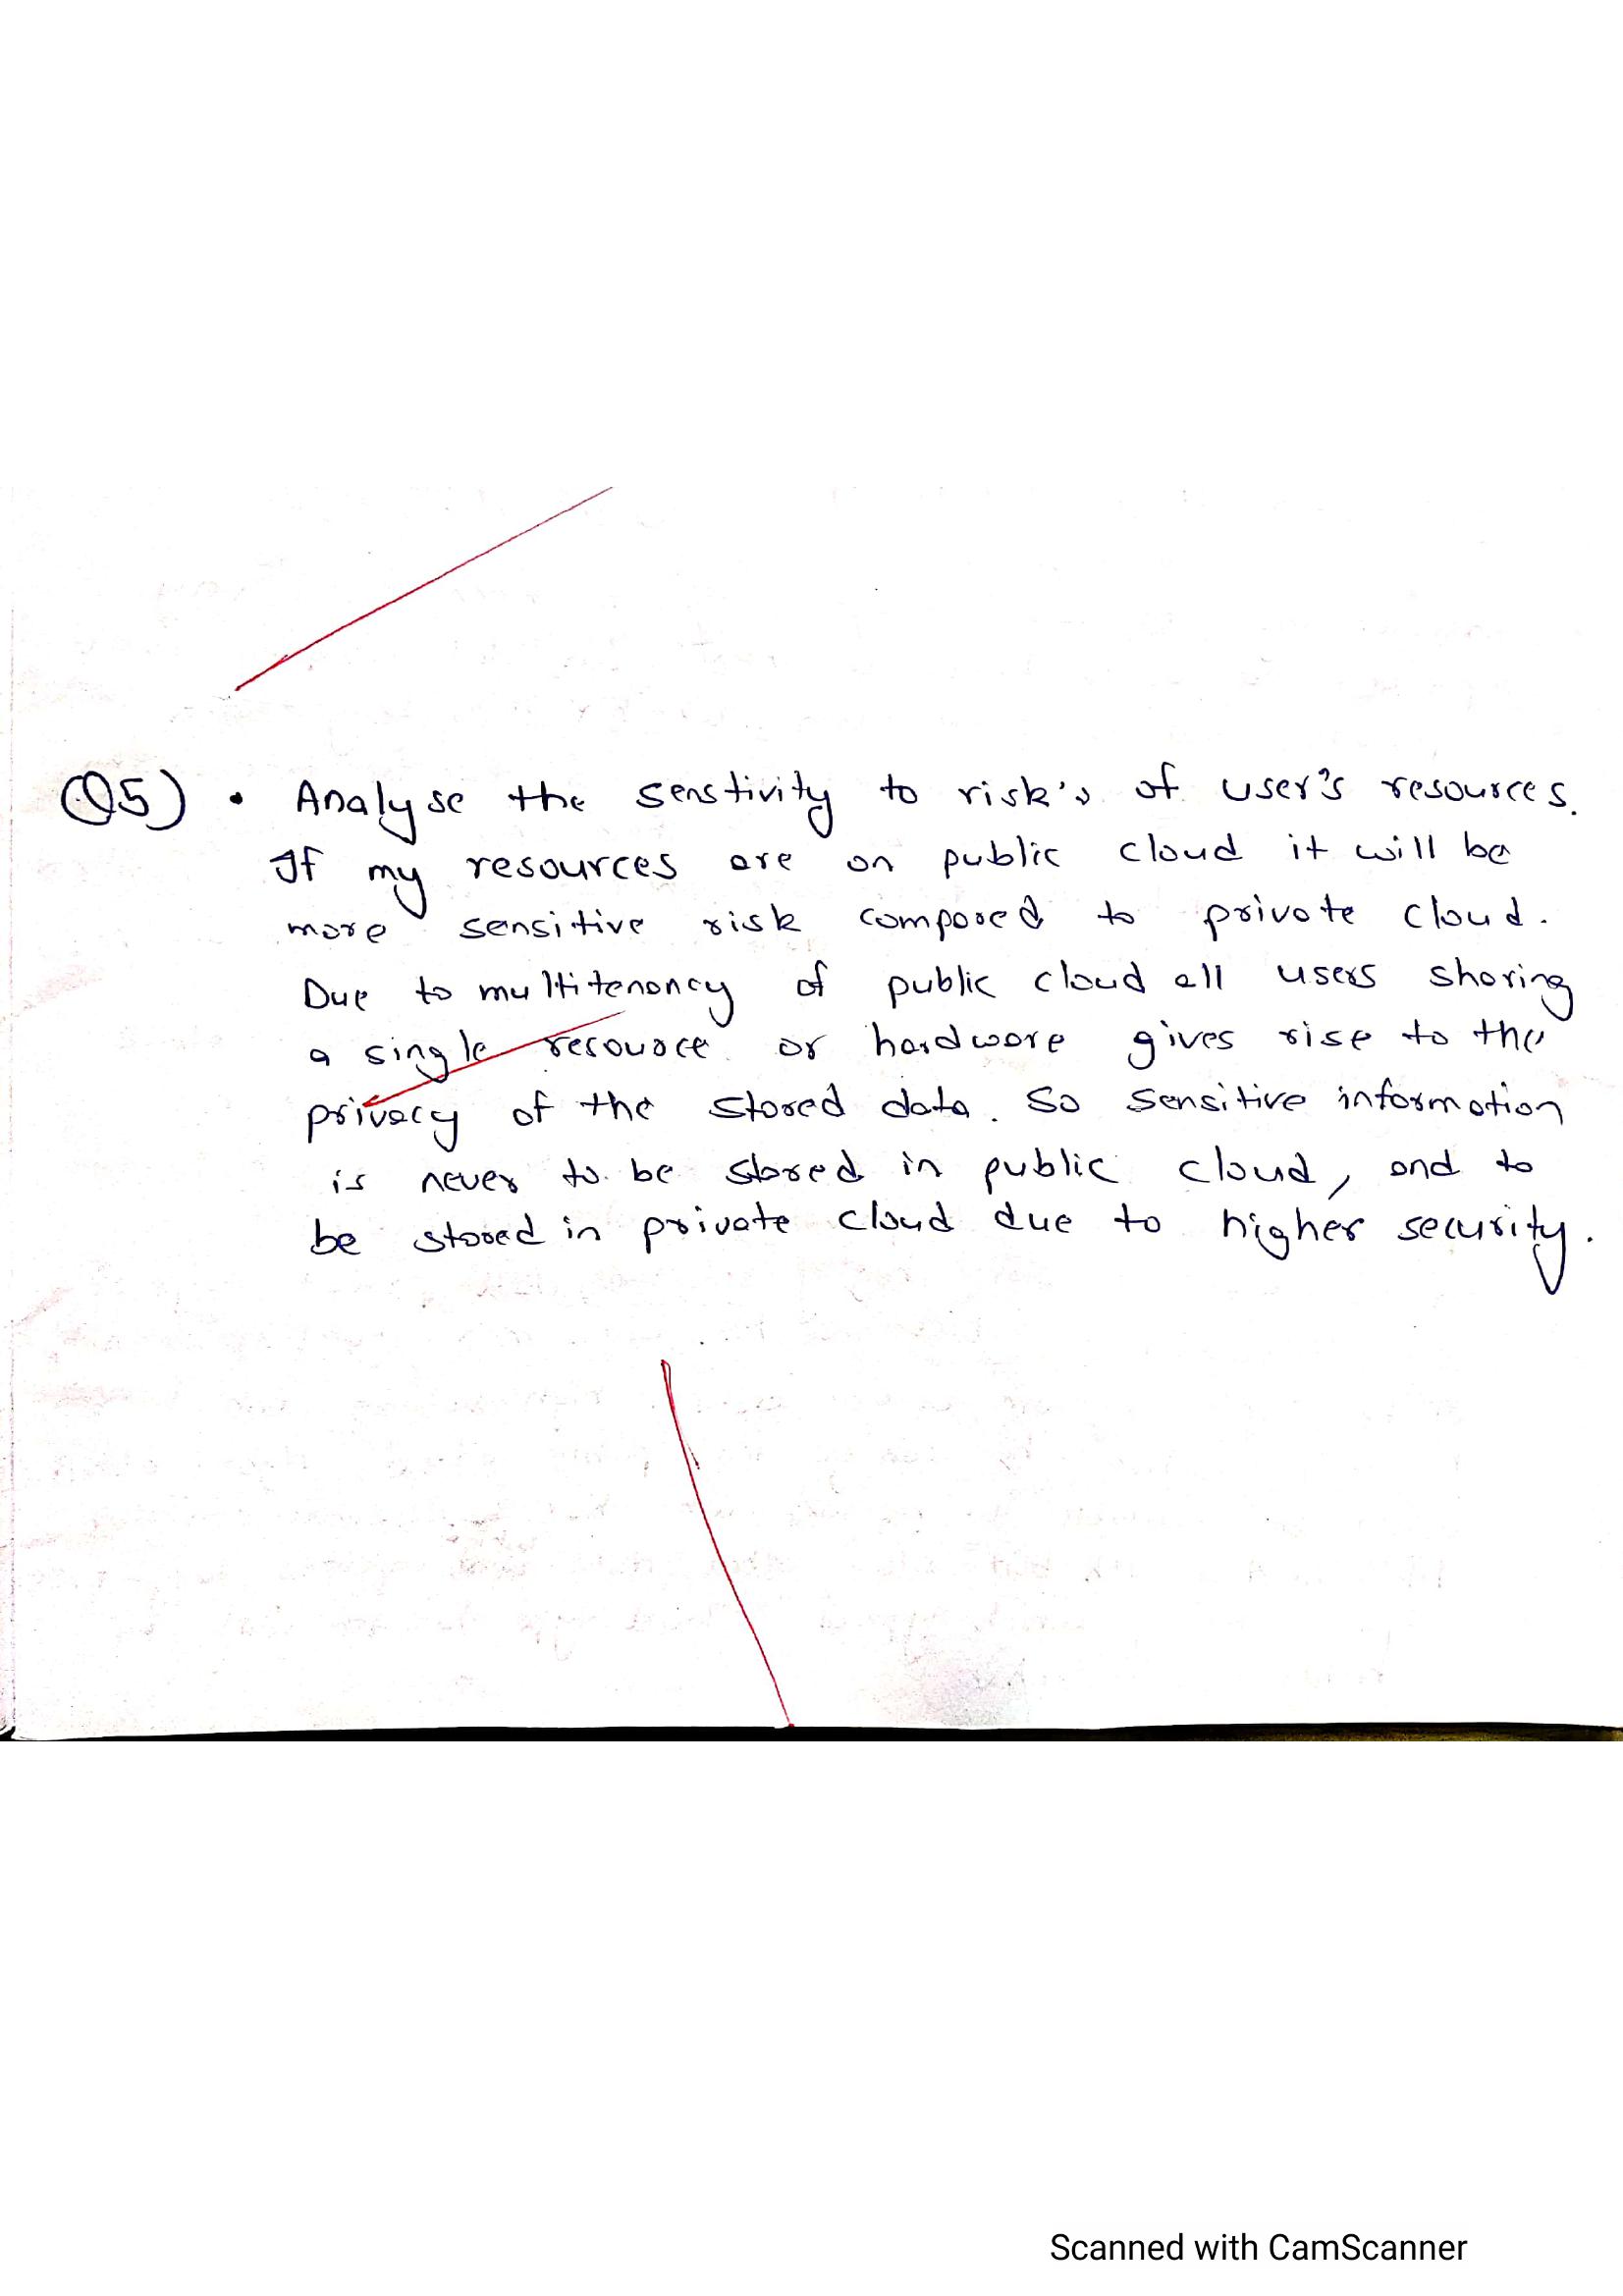 Q5) • Analyse the senstivity to risk's of user's resources.
If my resources are on public cloud it will be
more sensitive risk compared to private cloud.
Due to multitenancy of public cloud all users sharing
a single resource or hardware gives rise to the
privacy of the stored data. So sensitive information
is never to be stored in public cloud, and to
be stored in private cloud due to higher security.
Scanned with CamScanner